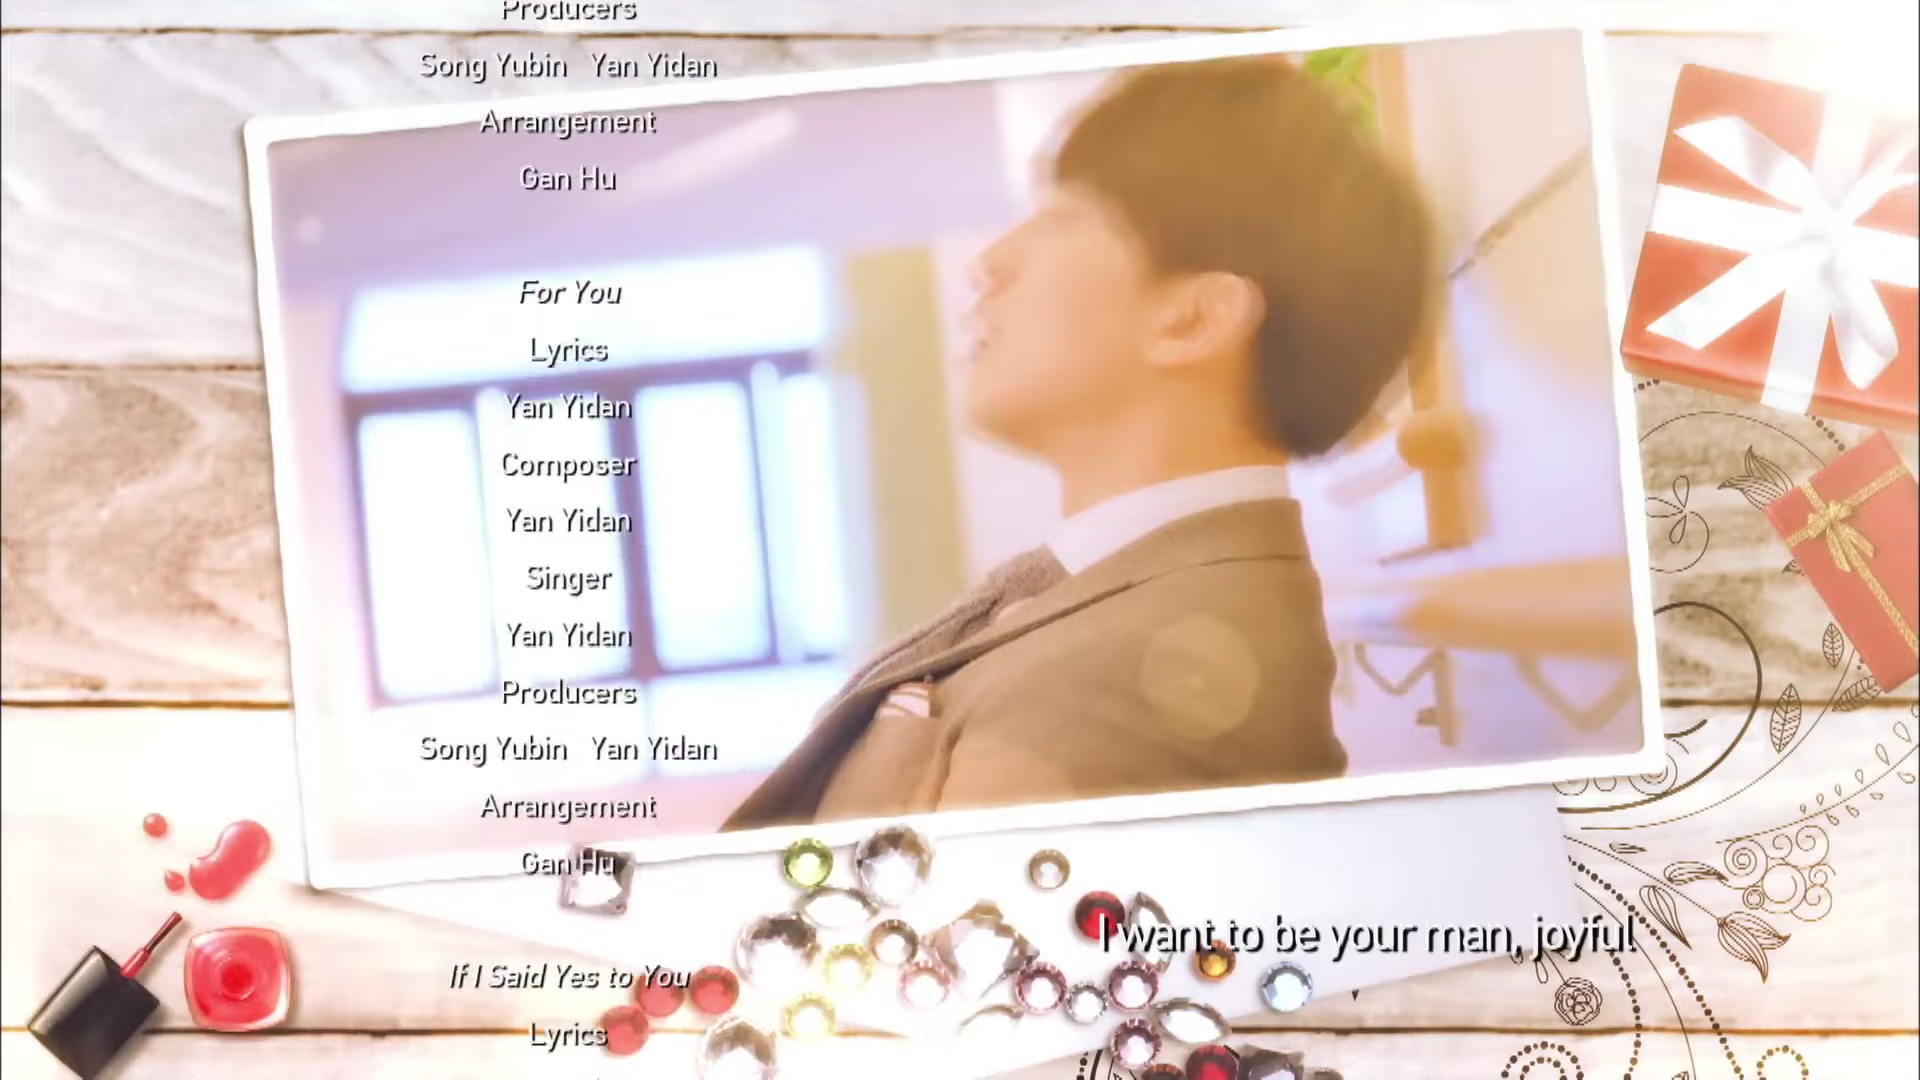 Producers
Song Yubin Yan Yidan
Arrangement
Gan Hu
For You
Lyrics
Yan Yidan
Composer
Yan Yidan
Singer
Yan Yidan
Producers
Song Yubin Yan Yidan
Arrangement
Gan Hu
If I Said Yes to You
Lyrics
I want to be your man, joyful